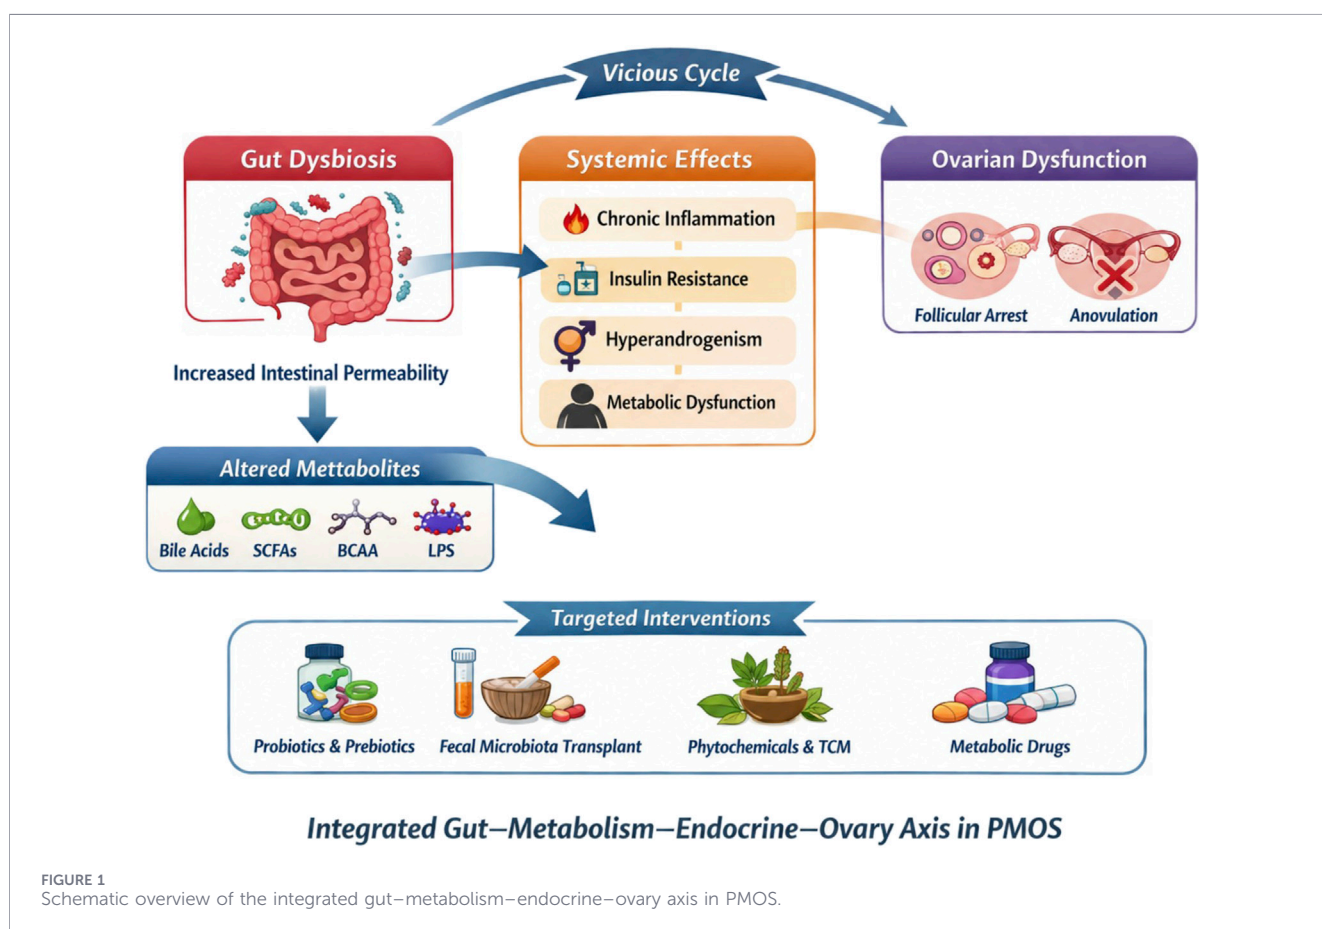 Vicious Cycle
Gut Dysbiosis
Systemic Effects
Ovarian Dysfunction
Chronic Inflammation
Insulin Resistance
Hyperandrogenism
Metabolic Dysfunction
Follicular Arrest
Anovulation
Increased Intestinal Permeability
Altered Mettabolites
Bile Acids
SCFAs
BCAA
LPS
Targeted Interventions
Probiotics & Prebiotics
Fecal Microbiota Transplant
Phytochemicals & TCM
Metabolic Drugs
Integrated Gut–Metabolism–Endocrine–Ovary Axis in PMOS
FIGURE 1
Schematic overview of the integrated gut–metabolism–endocrine–ovary axis in PMOS.